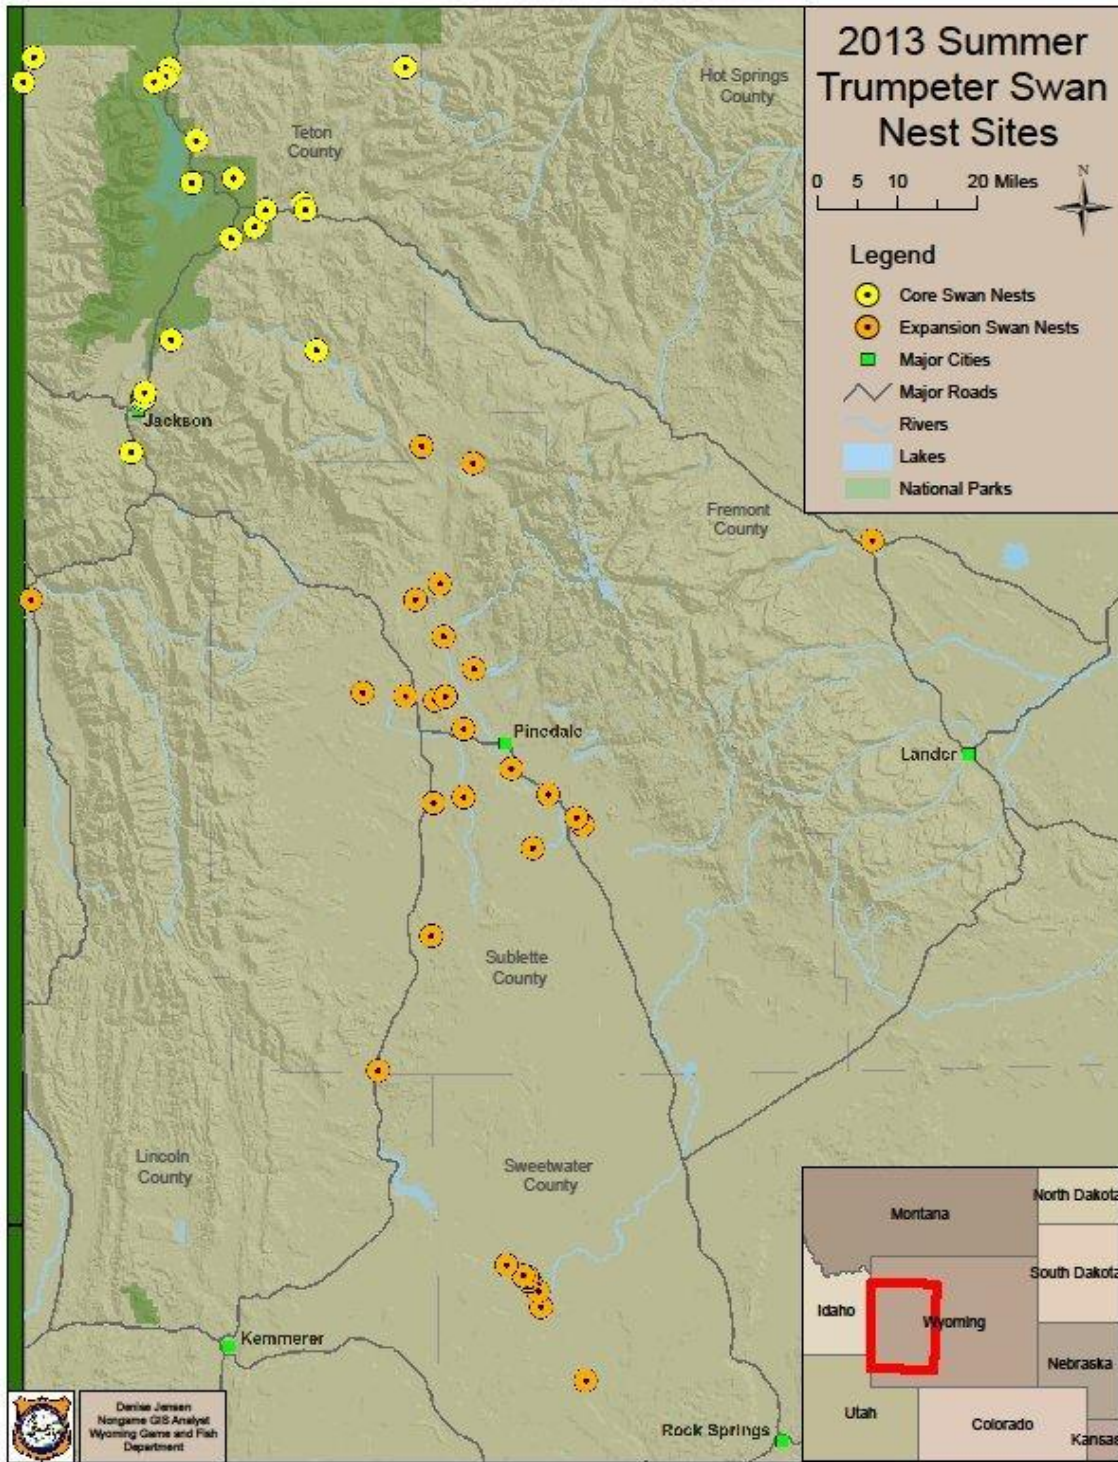 2013 Summer
Trumpeter Swan
Nest Sites
0 5 10 20 Miles
N
Legend
Core Swan Nests
Expansion Swan Nests
Major Cities
Major Roads
Rivers
Lakes
National Parks
Hot Springs
County
Teton
County
Jackson
Fremont
County
Pinedale
Lander
Sublette
County
Lincoln
County
Sweetwater
County
Kemmerer
Rock Springs
Montana
North Dakota
South Dakota
Idaho
Wyoming
Nebraska
Utah
Colorado
Kansas
Denise Jensen
Nongame GIS Analyst
Wyoming Game and Fish
Department